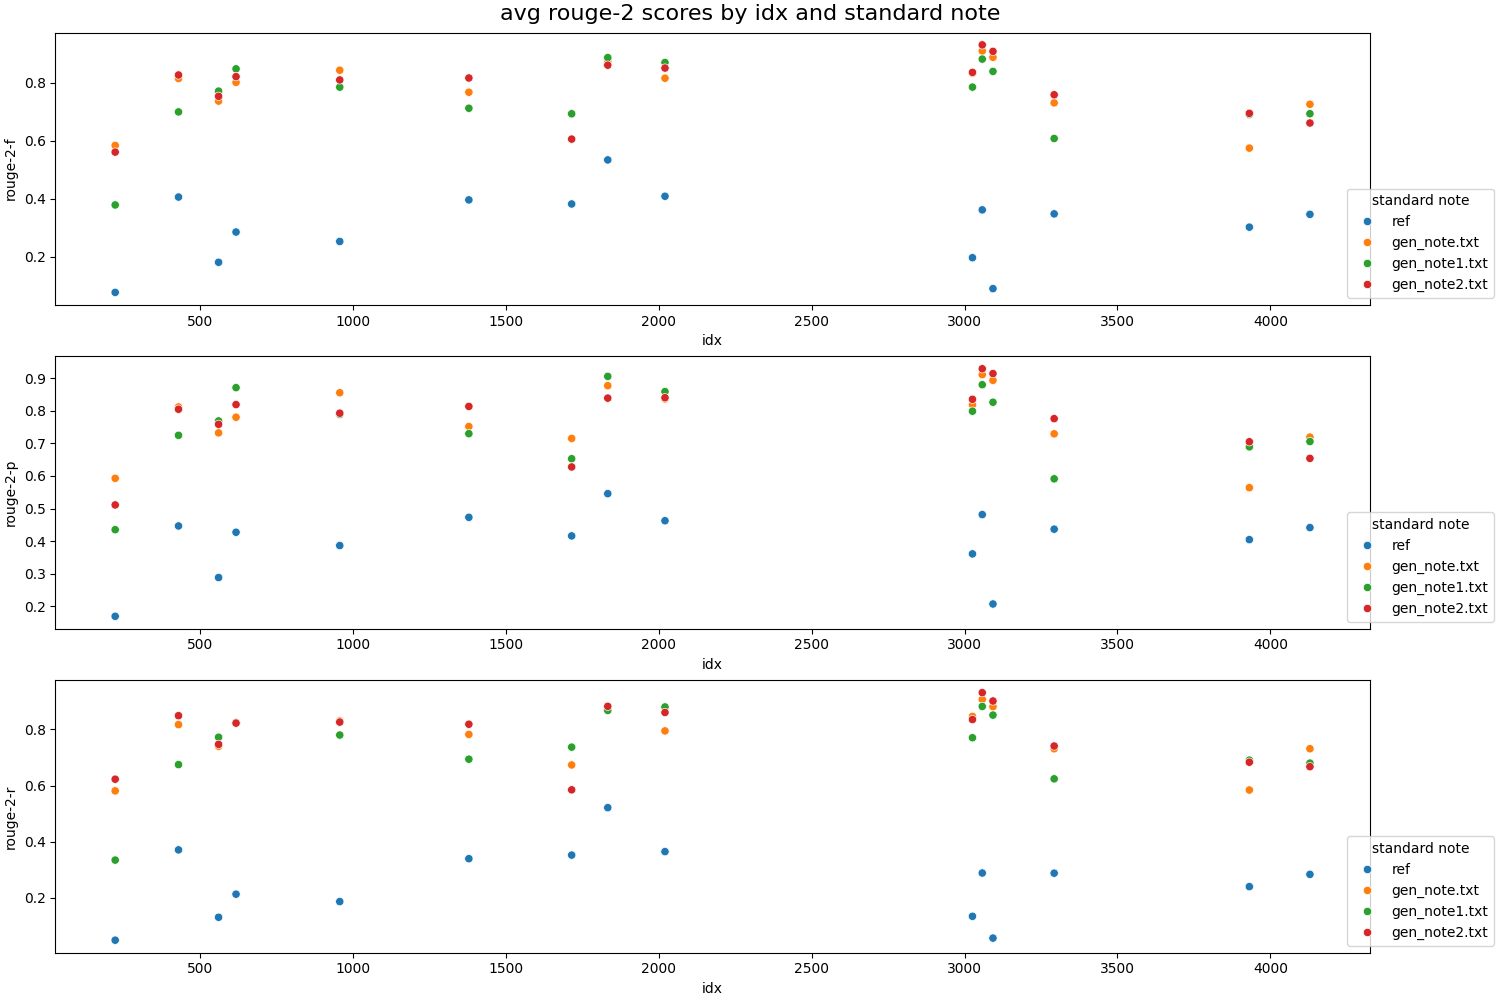 avg rouge-2 scores by idx and standard note
rouge-2-f
0.8
0.6
0.4
0.2
500 1000 1500 2000 2500 3000 3500 4000
idx
standard note
ref
gen_note.txt
gen_note1.txt
gen_note2.txt
rouge-2-p
0.9
0.8
0.7
0.6
0.5
0.4
0.3
0.2
500 1000 1500 2000 2500 3000 3500 4000
idx
standard note
ref
gen_note.txt
gen_note1.txt
gen_note2.txt
rouge-2-r
0.8
0.6
0.4
0.2
500 1000 1500 2000 2500 3000 3500 4000
idx
standard note
ref
gen_note.txt
gen_note1.txt
gen_note2.txt